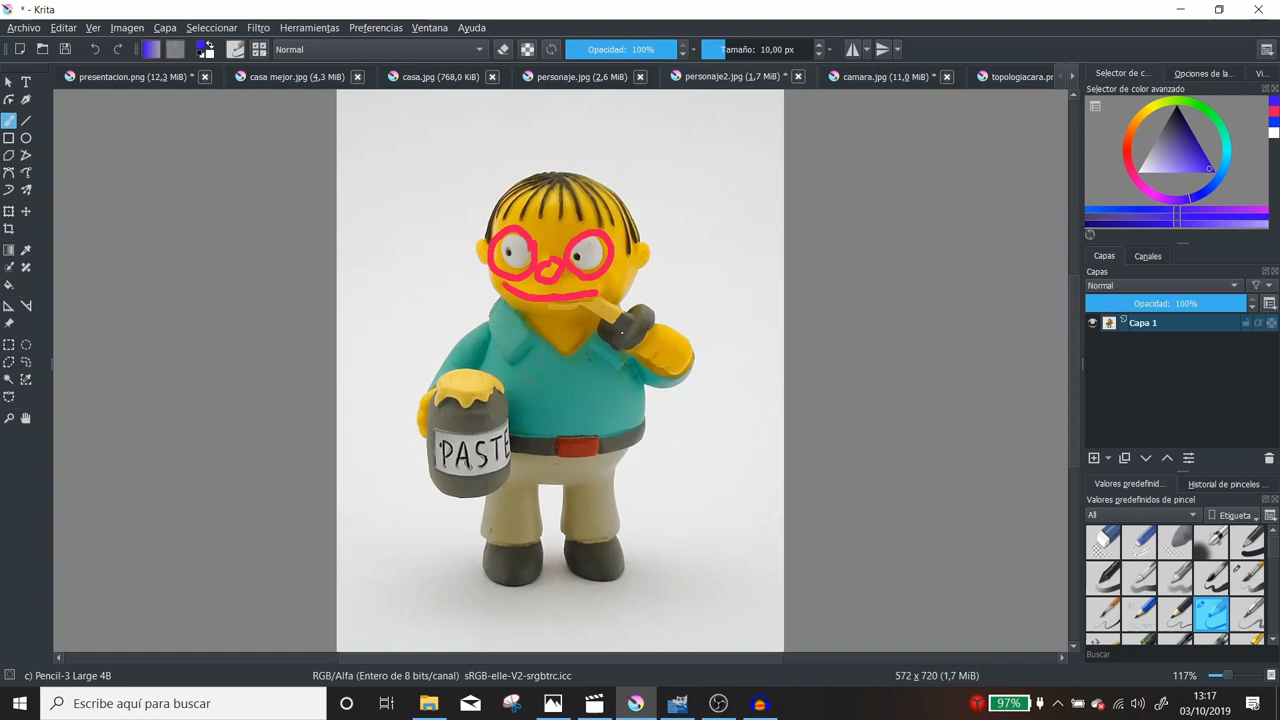 * - Krita
Archivo Editar Ver Imagen Capa Seleccionar Filtro Herramientas Preferencias Ventana Ayuda
Normal Opacidad: 100% Tamaño: 10,00 px
presentacion.png (12,3 MiB) * casa mejor.jpg (4,3 MiB) casa.jpg (768,0 KiB) personaje.jpg (2,6 MiB) personaje2.jpg (1,7 MiB) * camara.jpg (11,0 MiB) * topologiacara.pn
Selector de c... Opciones de la... Vi...
Selector de color avanzado
Capas Canales
Capas
Normal
Opacidad: 100%
Capa 1
PASTE
Valores predefinid... Historial de pinceles ...
Valores predefinidos de pincel
All Etiqueta
Buscar
c) Pencil-3 Large 4B RGB/Alfa (Entero de 8 bits/canal) sRGB-elle-V2-srgbtrc.icc 572 x 720 (1,7 MiB) 117%
Escribe aquí para buscar 97% 13:17
03/10/2019